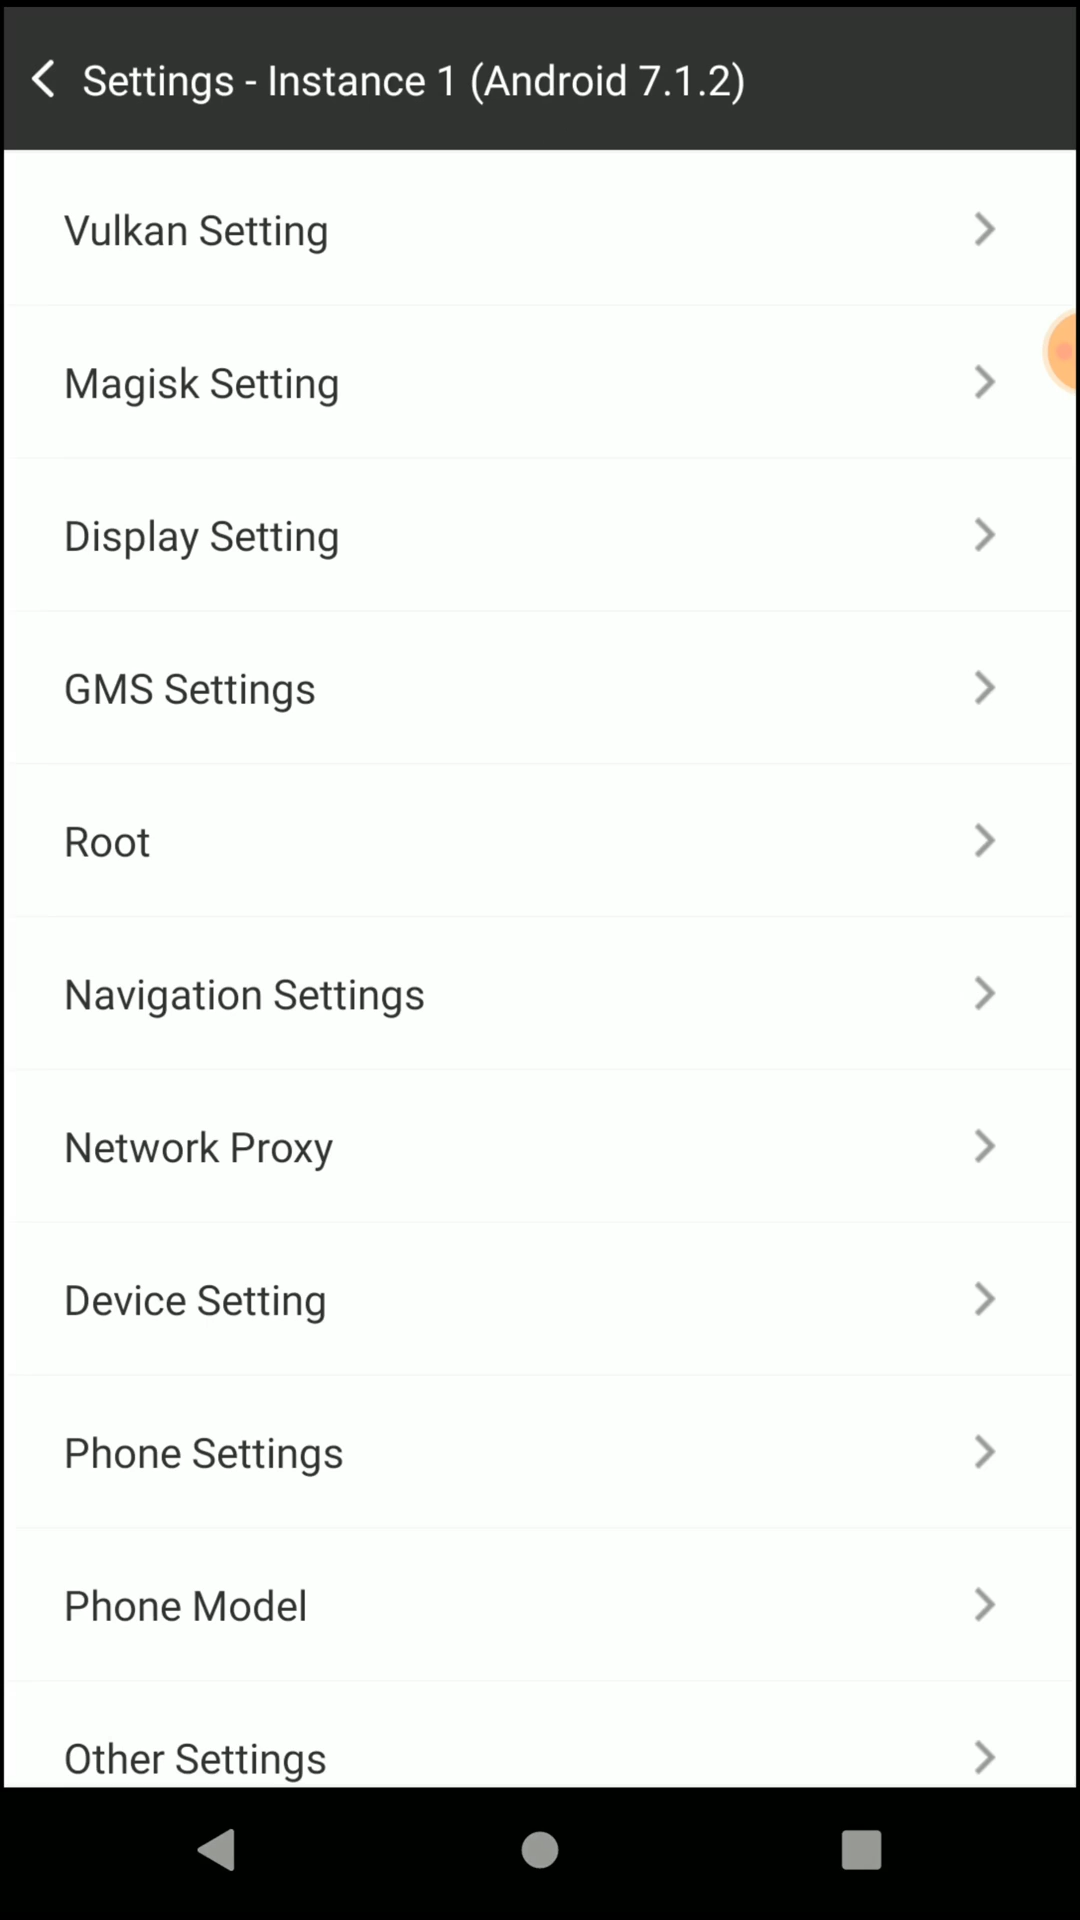 Settings - Instance 1 (Android 7.1.2)
Vulkan Setting
Magisk Setting
Display Setting
GMS Settings
Root
Navigation Settings
Network Proxy
Device Setting
Phone Settings
Phone Model
Other Settings